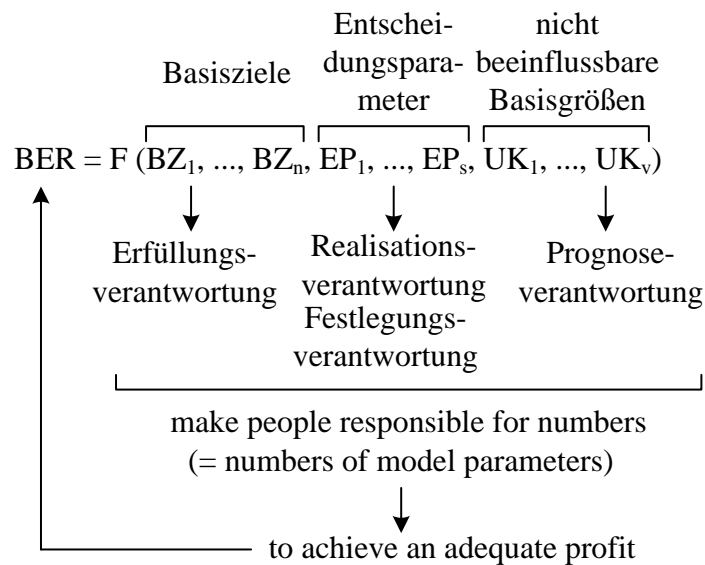 Basisziele
Entschei-
dungspara-
meter
nicht
beeinflussbare
Basisgrößen
BER = F (BZ₁, ..., BZₙ, EP₁, ..., EPₛ, UK₁, ..., UKᵥ)
Erfüllungs-
verantwortung
Realisations-
verantwortung
Festlegungs-
verantwortung
Prognose-
verantwortung
make people responsible for numbers
(= numbers of model parameters)
to achieve an adequate profit